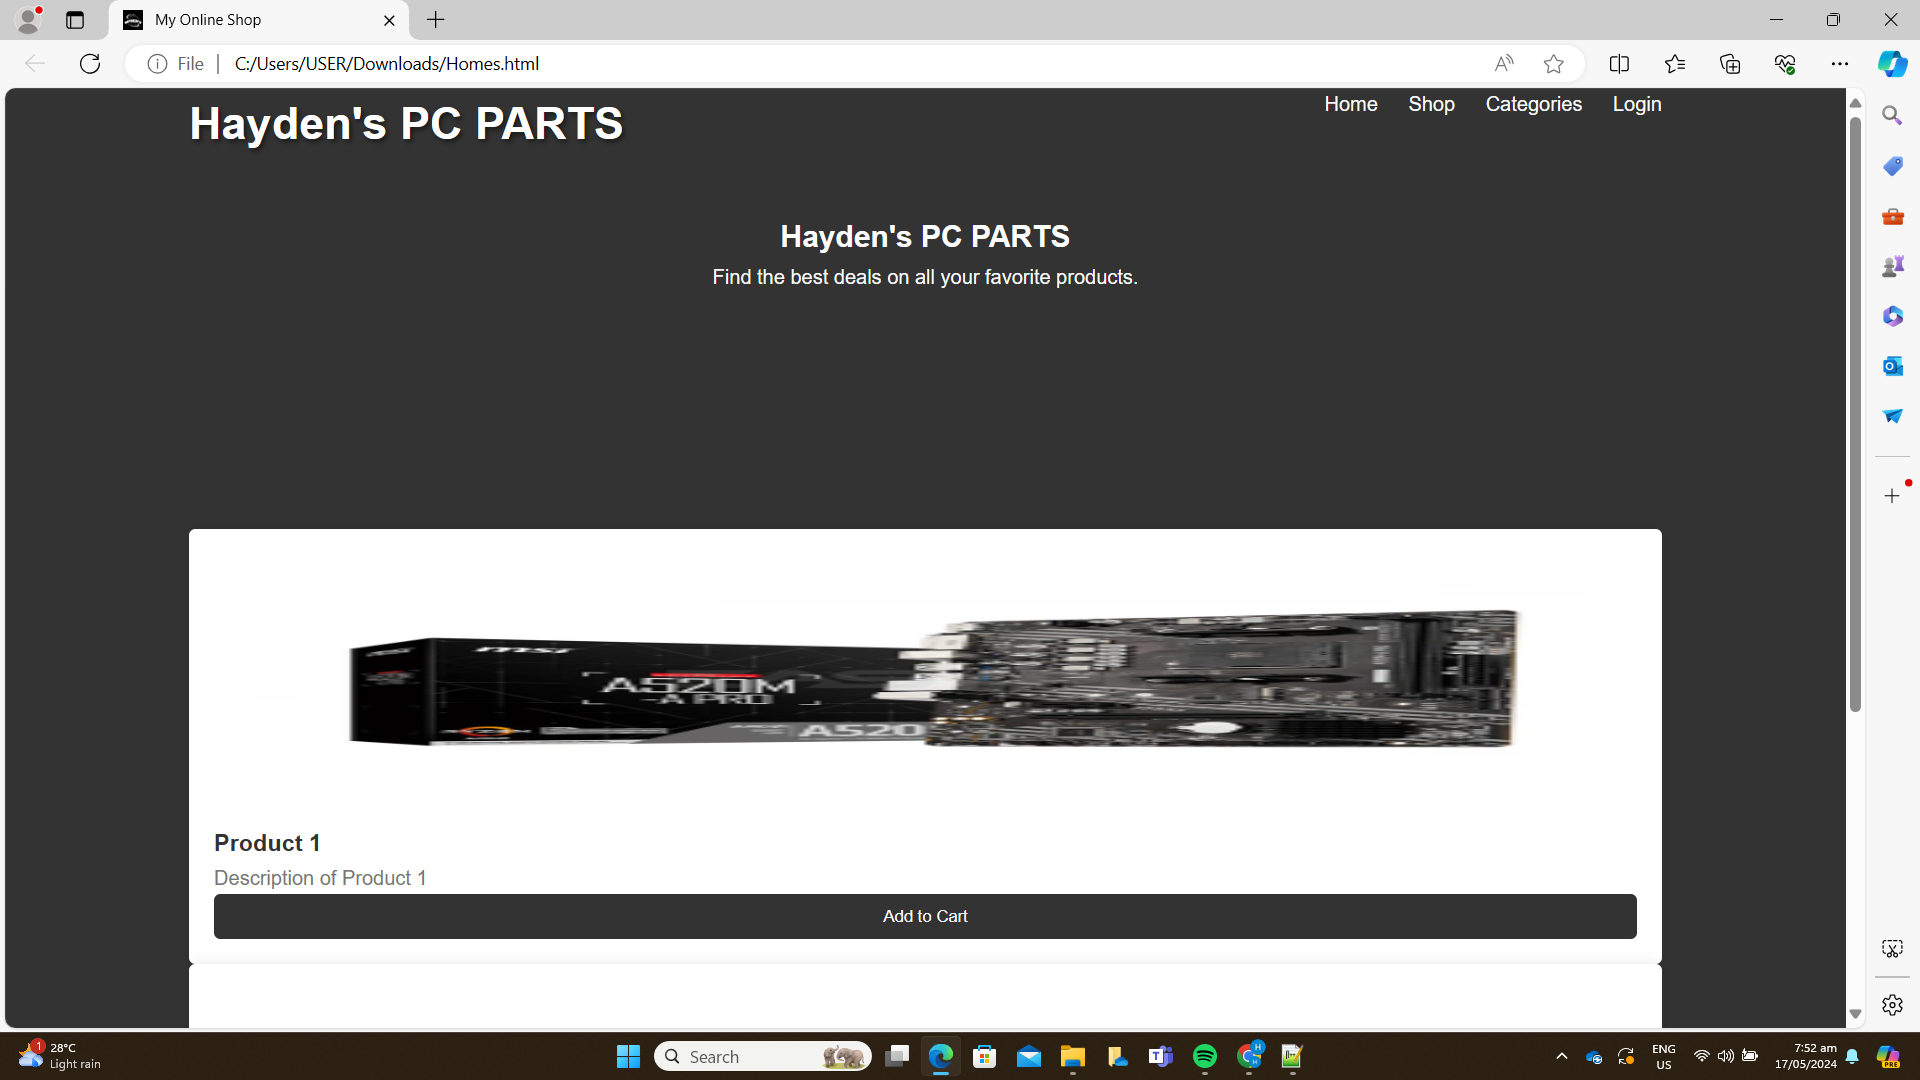 My Online Shop
File
C:/Users/USER/Downloads/Homes.html
Hayden's PC PARTS
Home Shop Categories Login
Hayden's PC PARTS
Find the best deals on all your favorite products.
msi
A520M
A PRO
A520
Product 1
Description of Product 1
Add to Cart
1
28°C
Light rain
Search
ENG
US
7:52 am
17/05/2024
PRE